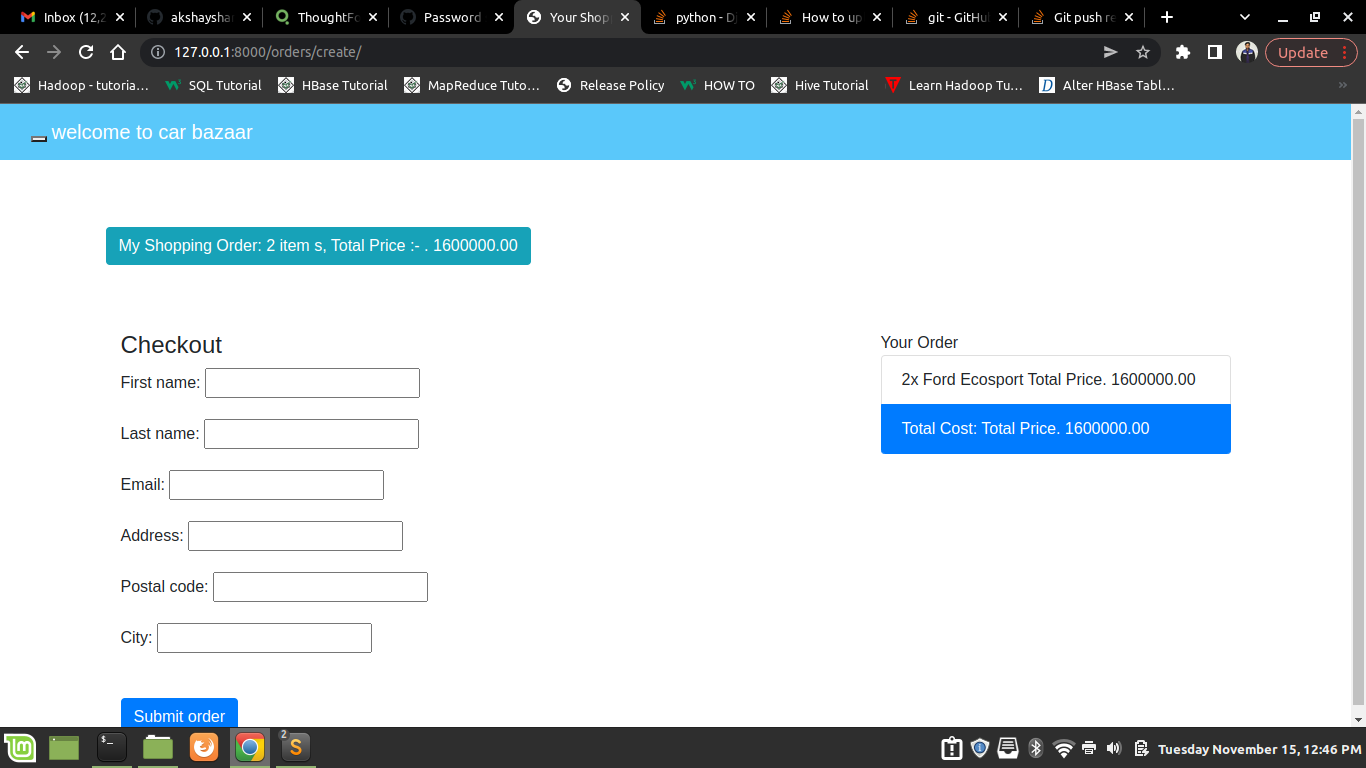 Inbox (12,2
akshayshar
ThoughtFo
Password
Your Shop
python - Dj
How to up
git - GitHu
Git push re
127.0.0.1:8000/orders/create/
Update
Hadoop - tutoria…
SQL Tutorial
HBase Tutorial
MapReduce Tuto…
Release Policy
HOW TO
Hive Tutorial
Learn Hadoop Tu…
Alter HBase Tabl…
welcome to car bazaar
My Shopping Order: 2 item s, Total Price :- . 1600000.00
Checkout
First name:
Last name:
Email:
Address:
Postal code:
City:
Submit order
Your Order
2x Ford Ecosport Total Price. 1600000.00
Total Cost: Total Price. 1600000.00
2
Tuesday November 15, 12:46 PM